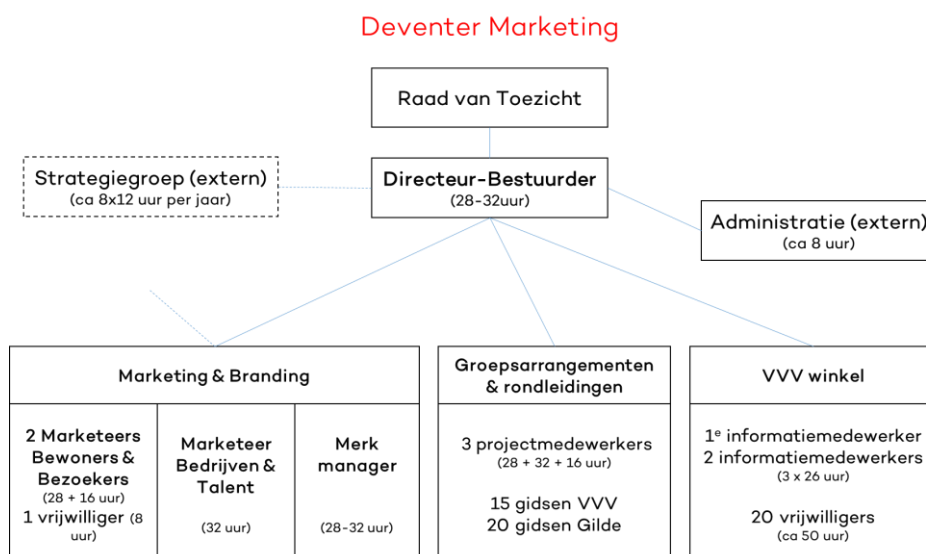 Deventer Marketing
Raad van Toezicht
Strategiegroep (extern)
(ca 8x12 uur per jaar)
Directeur-Bestuurder
(28-32uur)
Administratie (extern)
(ca 8 uur)
Marketing & Branding
2 Marketeers
Bewoners &
Bezoekers
(28 + 16 uur)
1 vrijwilliger (8
uur)
Marketeer
Bedrijven &
Talent
(32 uur)
Merk
manager
(28-32 uur)
Groepsarrangementen
& rondleidingen
3 projectmedewerkers
(28 + 32 + 16 uur)
15 gidsen VVV
20 gidsen Gilde
VVV winkel
1e informatiemedewerker
2 informatiemedewerkers
(3 x 26 uur)
20 vrijwilligers
(ca 50 uur)